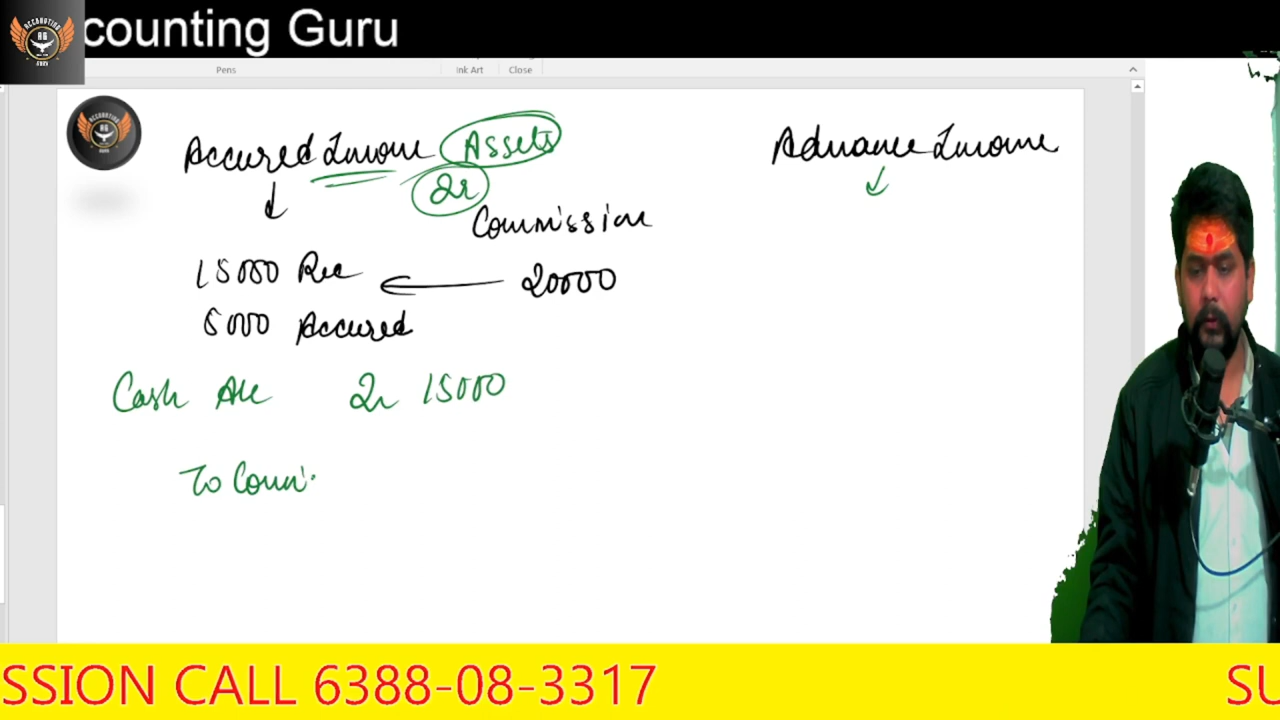 counting Guru
Pens
Ink Art
Close
Accured Income Assets
Dr
Advance Income
Commission
15000 Rec
20000
5000 Accured
Cash A/c Dr 15000
To Comi
SSION CALL 6388-08-3317
SU